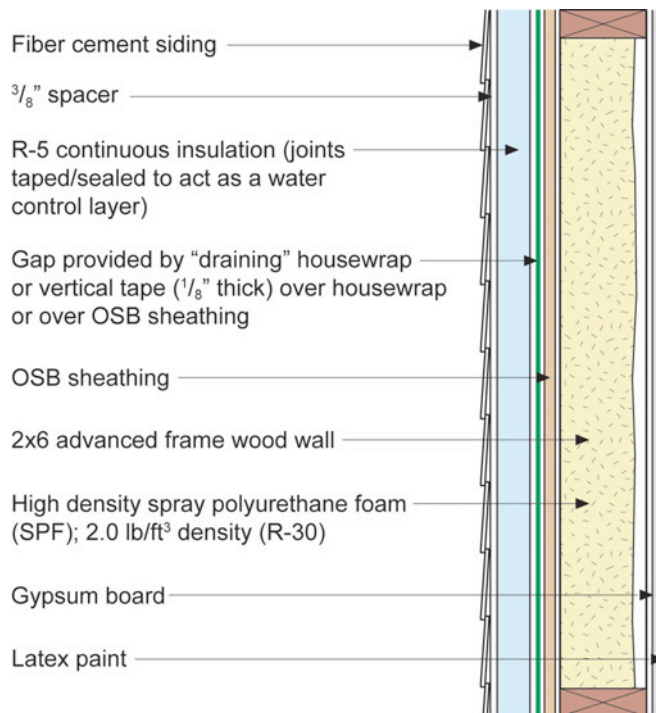 Fiber cement siding
³/₈” spacer
R-5 continuous insulation (joints
taped/sealed to act as a water
control layer)
Gap provided by “draining” housewrap
or vertical tape (¹/₈” thick) over housewrap
or over OSB sheathing
OSB sheathing
2x6 advanced frame wood wall
High density spray polyurethane foam
(SPF); 2.0 lb/ft³ density (R-30)
Gypsum board
Latex paint